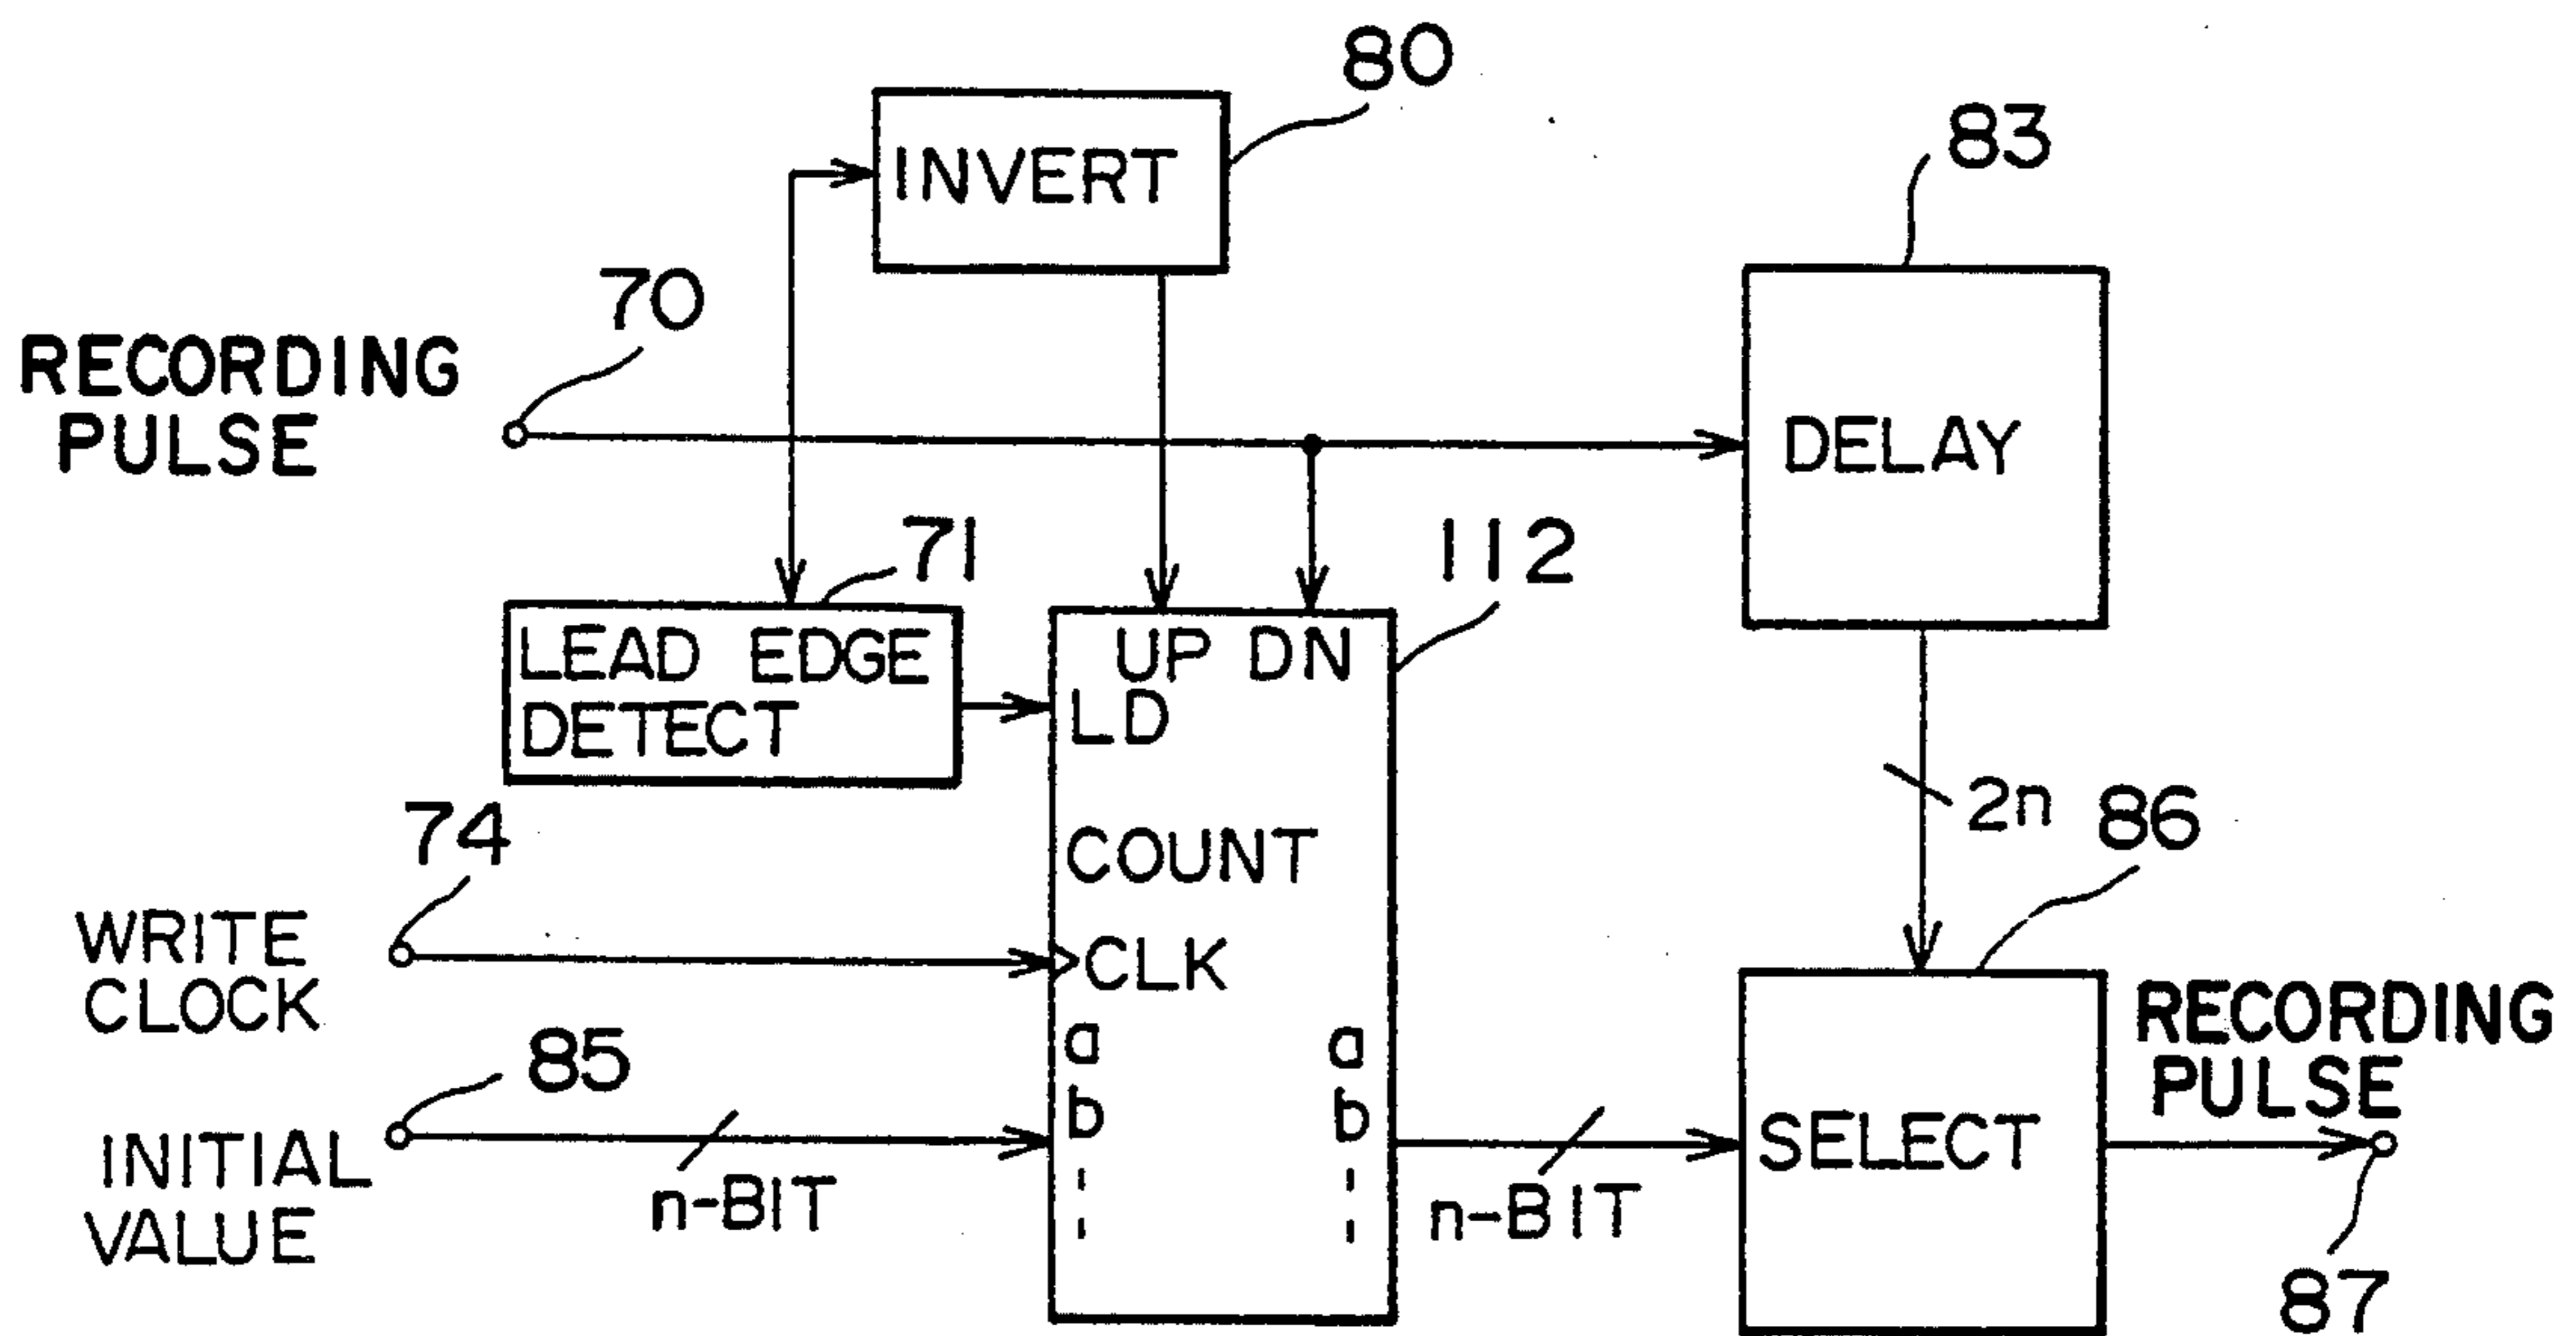 80
INVERT
83
70
RECORDING
PULSE
DELAY
71
112
LEAD EDGE
DETECT
UP DN
LD
2n
86
74
COUNT
WRITE
CLOCK
CLK
RECORDING
PULSE
85
a
a
b
b
INITIAL
VALUE
n-BIT
n-BIT
SELECT
87